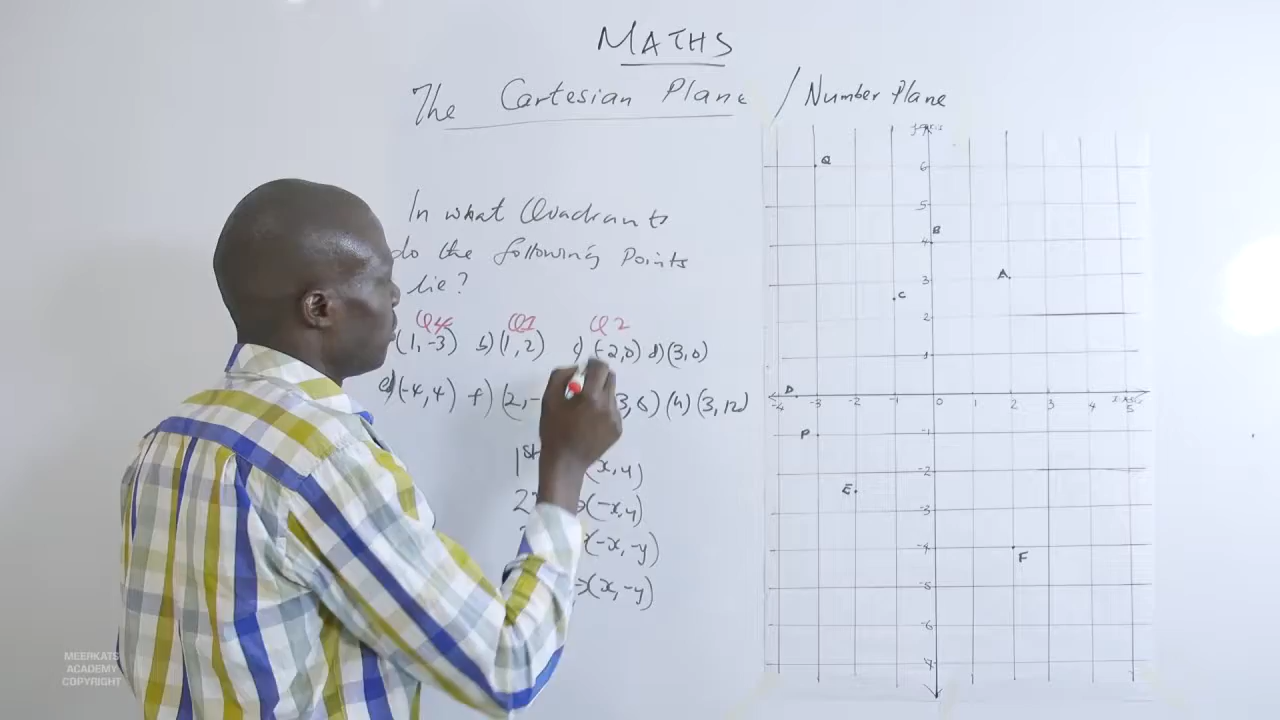 MATHS
The Cartesian Plane / Number Plane
In what Quadrants
do the following Points
lie?
Q4 Q1 Q2
(1, -3) b) (1, 2) c) (-2, 0) d) (3, 0)
e) (-4, 4) f) (2, - 3, 6) (h) (3, 12)
1st (x, y)
2 (-x, y)
(-x, -y)
(x, -y)
Q
6
5
B
4
A
3
C
2
1
D
-4 -3 -2 -1 0 1 2 3 4 5
P
-1
-2
E
-3
-4
F
-5
-6
MEERKATS
ACADEMY
COPYRIGHT